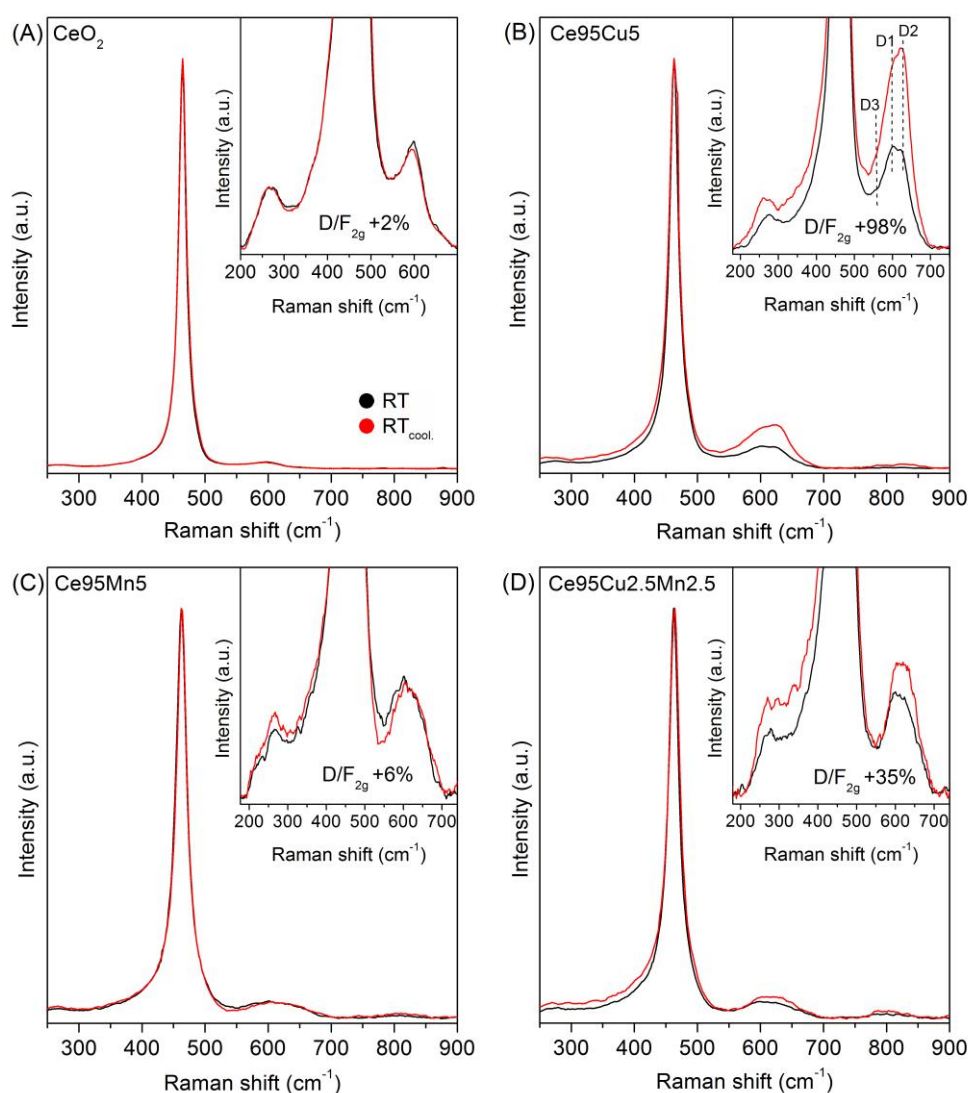 (A) CeO2
Intensity (a.u.)
Intensity (a.u.)
D/F2g +2%
200 300 400 500 600
Raman shift (cm-1)
RT
RTcool.
300 400 500 600 700 800 900
Raman shift (cm-1)
(B) Ce95Cu5
Intensity (a.u.)
Intensity (a.u.)
D1
D2
D3
D/F2g +98%
200 300 400 500 600 700
Raman shift (cm-1)
300 400 500 600 700 800 900
Raman shift (cm-1)
(C) Ce95Mn5
Intensity (a.u.)
Intensity (a.u.)
D/F2g +6%
200 300 400 500 600 700
Raman shift (cm-1)
300 400 500 600 700 800 900
Raman shift (cm-1)
(D) Ce95Cu2.5Mn2.5
Intensity (a.u.)
Intensity (a.u.)
D/F2g +35%
200 300 400 500 600 700
Raman shift (cm-1)
300 400 500 600 700 800 900
Raman shift (cm-1)